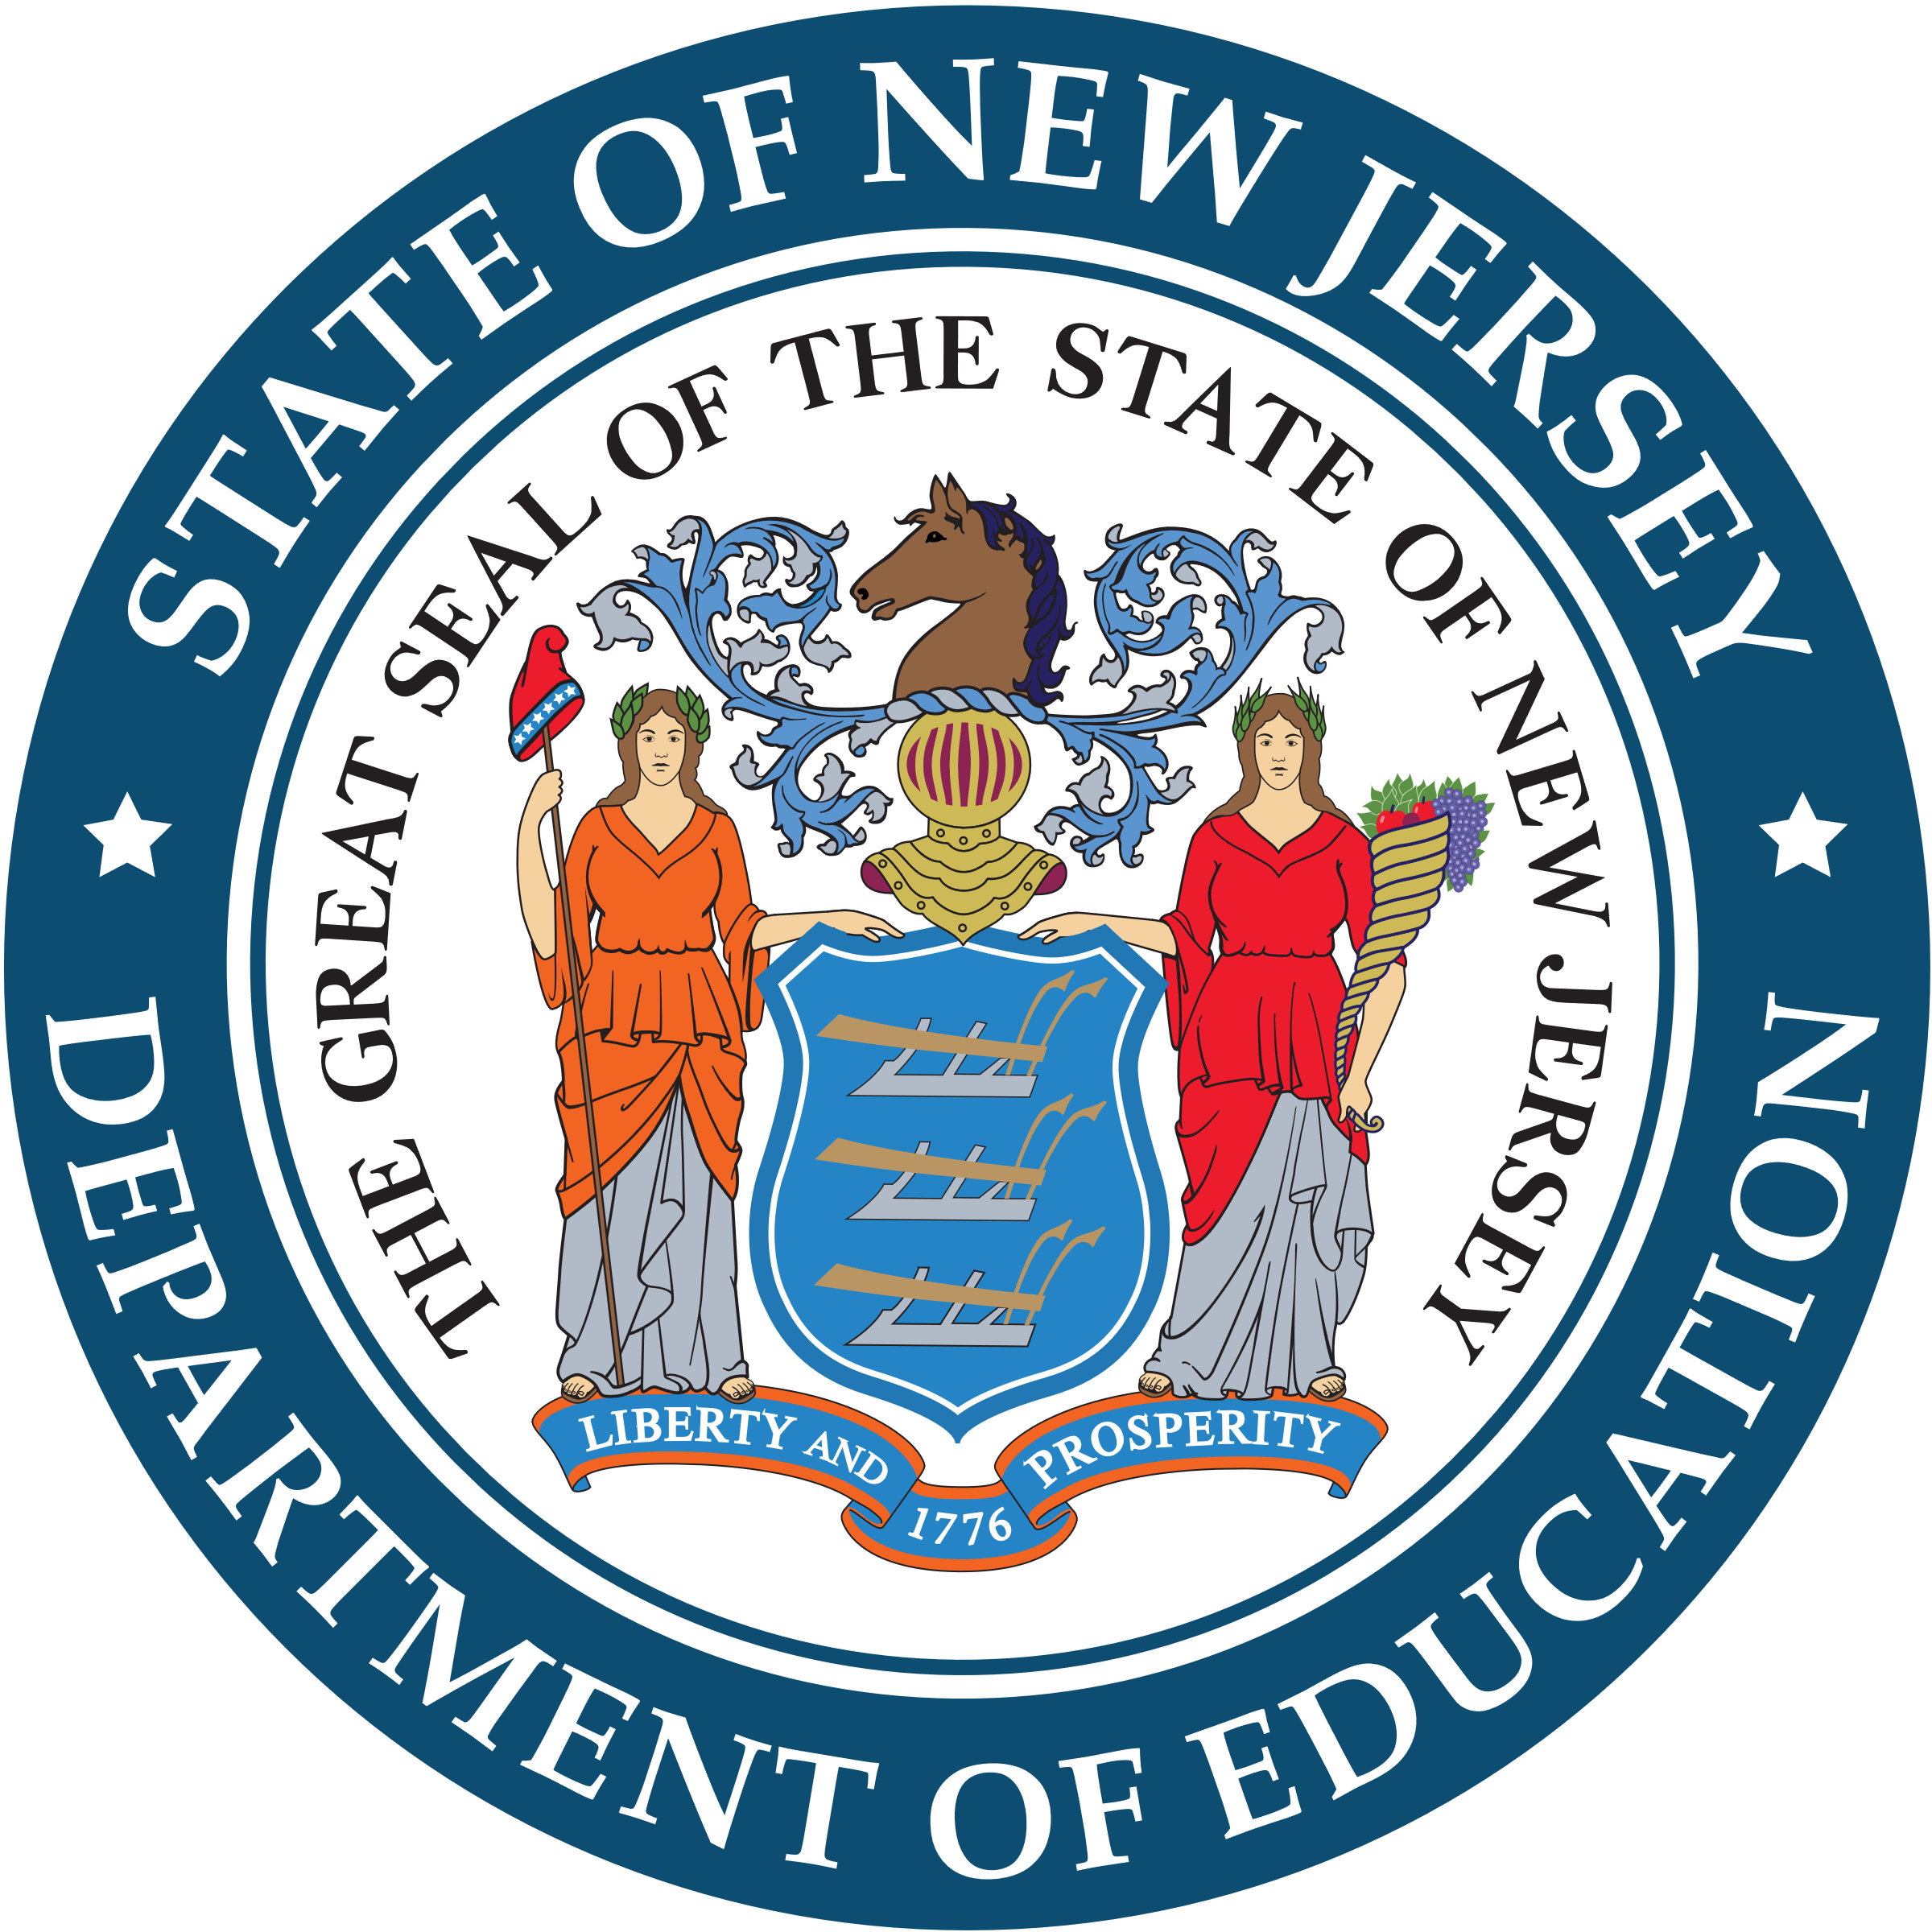 STATE OF NEW JERSEY
THE GREAT SEAL OF THE STATE OF NEW JERSEY
LIBERTY AND PROSPERITY
1776
DEPARTMENT OF EDUCATION